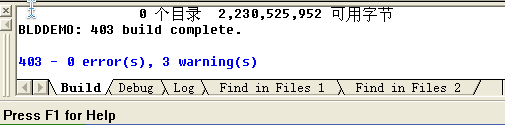 0 个目录  2,230,525,952 可用字节
BLDDEMO: 403 build complete.
403 - 0 error(s), 3 warning(s)
Build Debug Log Find in Files 1 Find in Files 2
Press F1 for Help